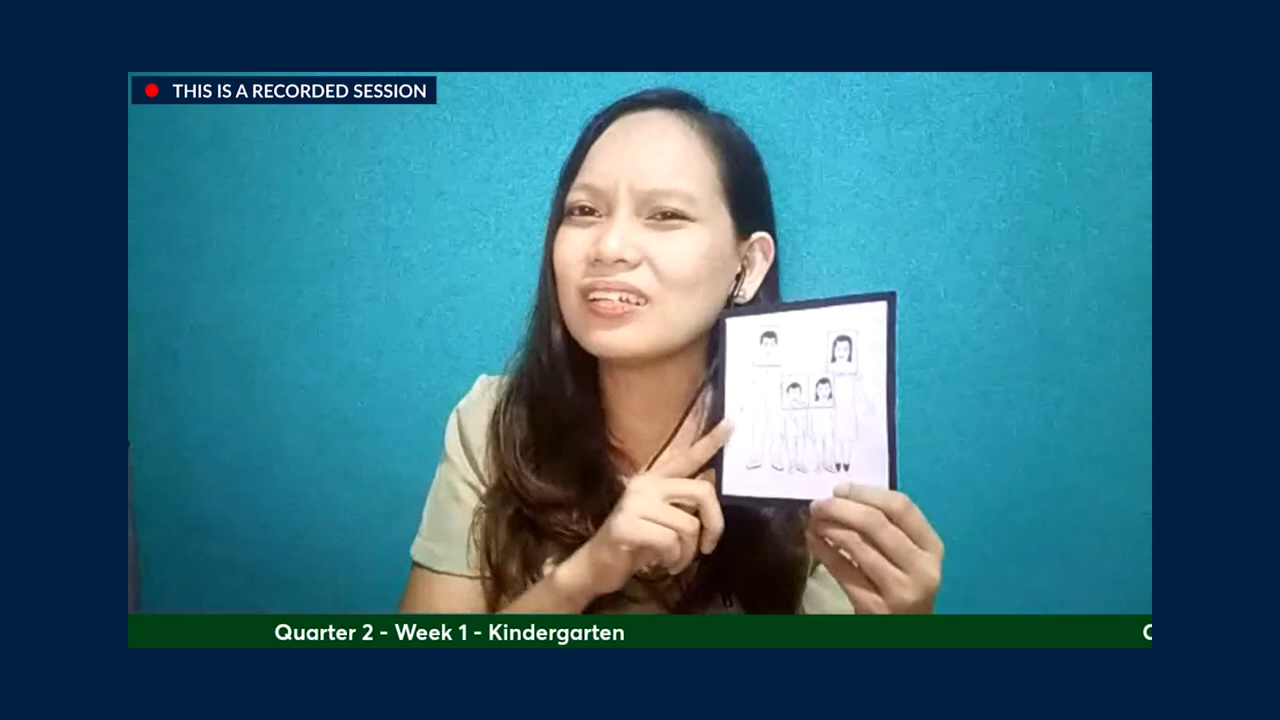 THIS IS A RECORDED SESSION
Quarter 2 - Week 1 - Kindergarten